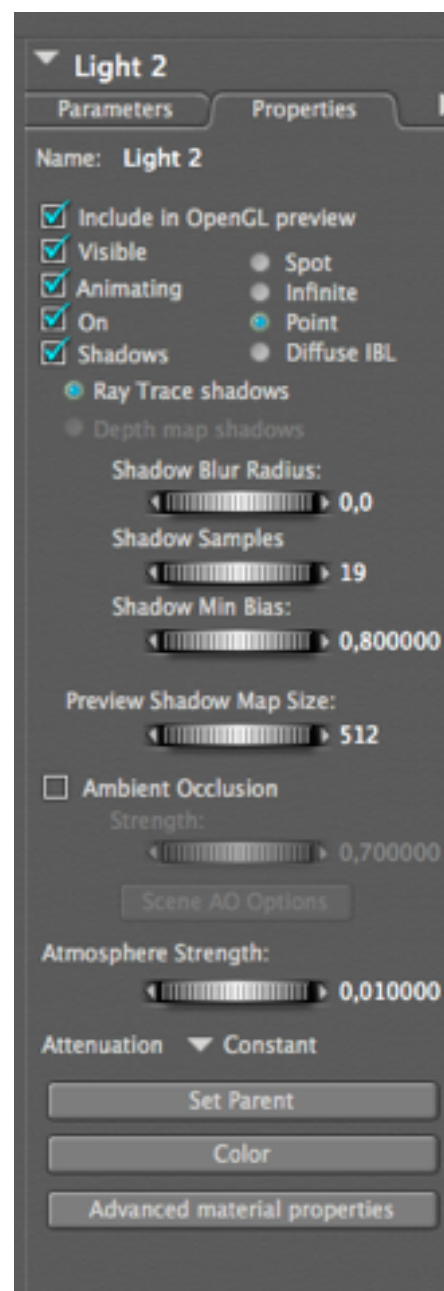 Light 2
Parameters Properties
Name: Light 2
Include in OpenGL preview
Visible
Spot
Animating
Infinite
On
Point
Shadows
Diffuse IBL
Ray Trace shadows
Depth map shadows
Shadow Blur Radius:
0,0
Shadow Samples
19
Shadow Min Bias:
0,800000
Preview Shadow Map Size:
512
Ambient Occlusion
Strength:
0,700000
Scene AO Options
Atmosphere Strength:
0,010000
Attenuation Constant
Set Parent
Color
Advanced material properties